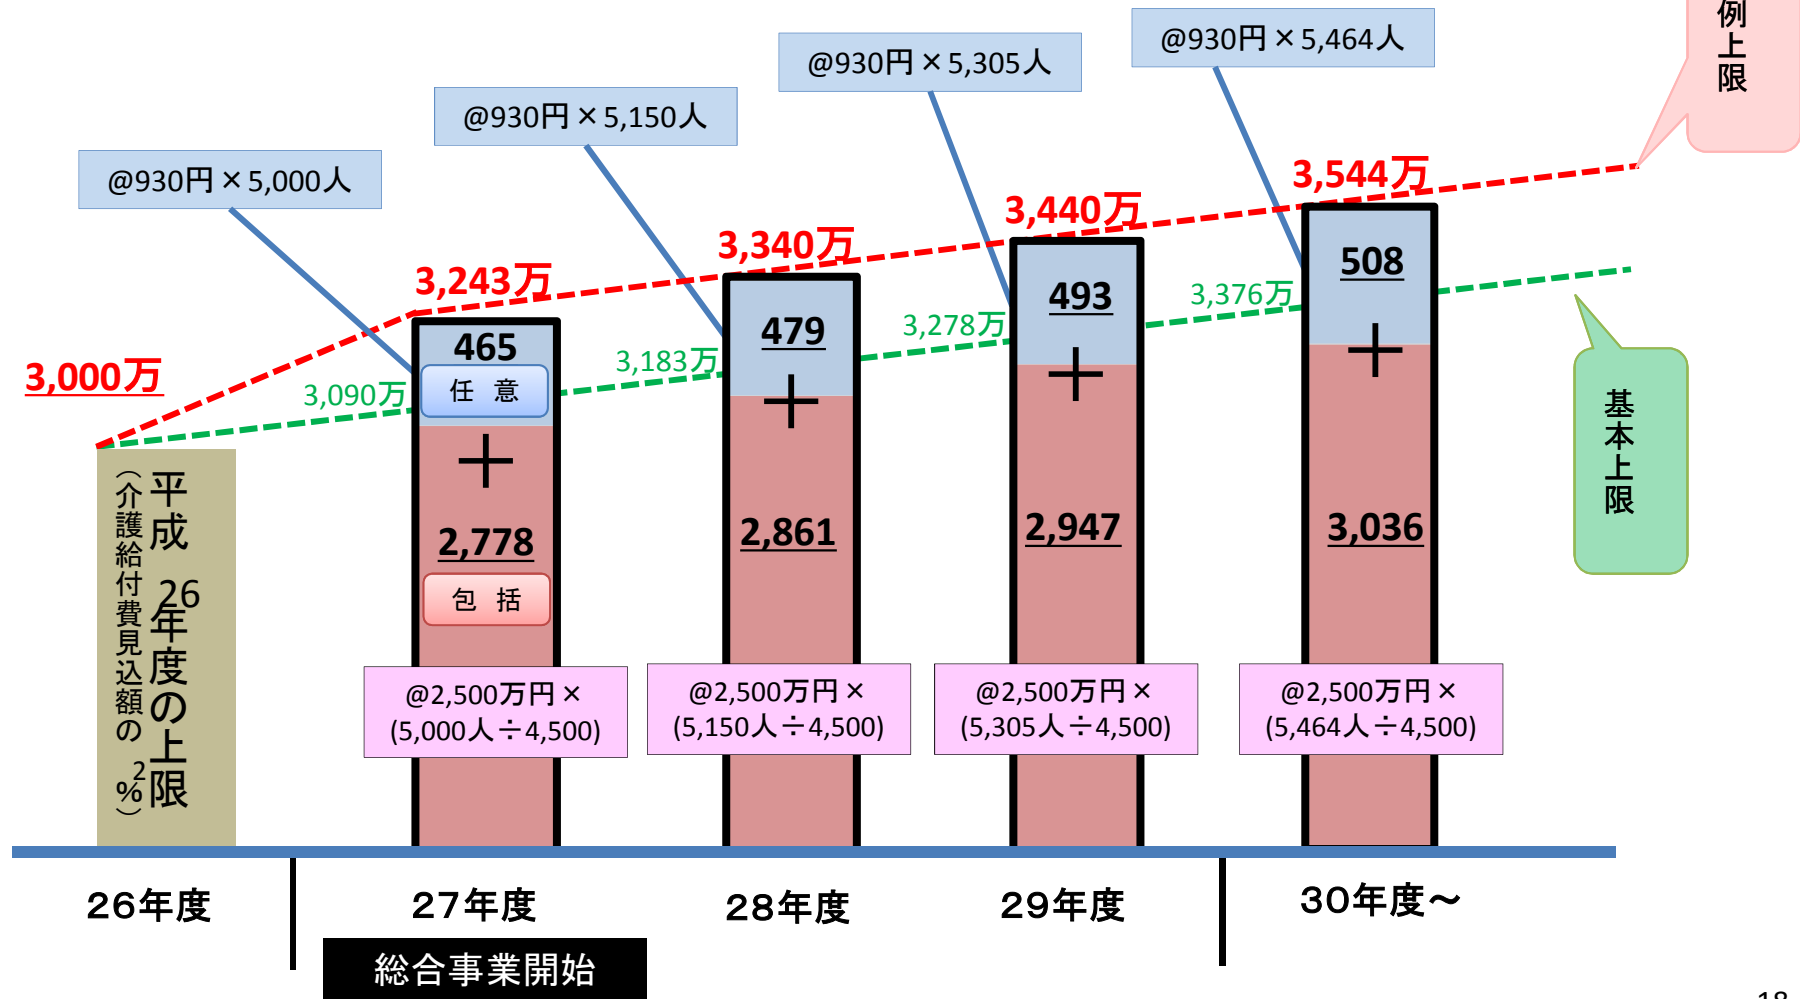 例上限
@930円×5,464人
@930円×5,305人
@930円×5,150人
@930円×5,000人
3,544万
3,440万
3,340万
3,243万
3,000万
3,376万
3,278万
3,183万
3,090万
基本上限
465
任 意
479
493
508
+
+
+
+
2,778
包 括
2,861
2,947
3,036
平成26年度の上限
(介護給付費見込額の2%)
@2,500万円×
(5,000人÷4,500)
@2,500万円×
(5,150人÷4,500)
@2,500万円×
(5,305人÷4,500)
@2,500万円×
(5,464人÷4,500)
26年度
27年度
28年度
29年度
30年度～
総合事業開始